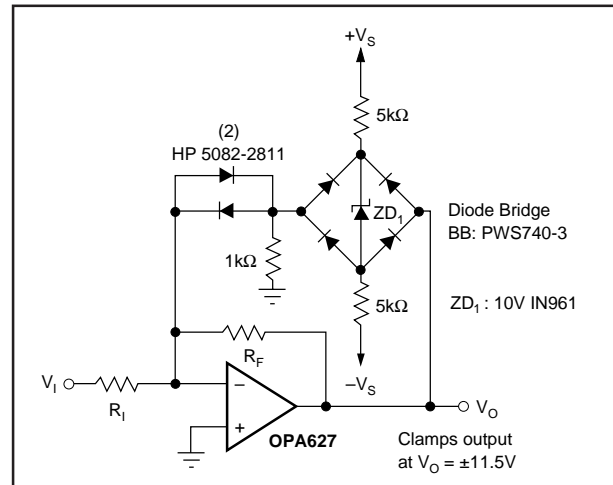 +VS
5kΩ
(2)
HP 5082-2811
ZD1
Diode Bridge
BB: PWS740-3
1kΩ
5kΩ
ZD1 : 10V IN961
RF
–VS
VI
RI
–
+
OPA627
VO
Clamps output
at VO = ±11.5V